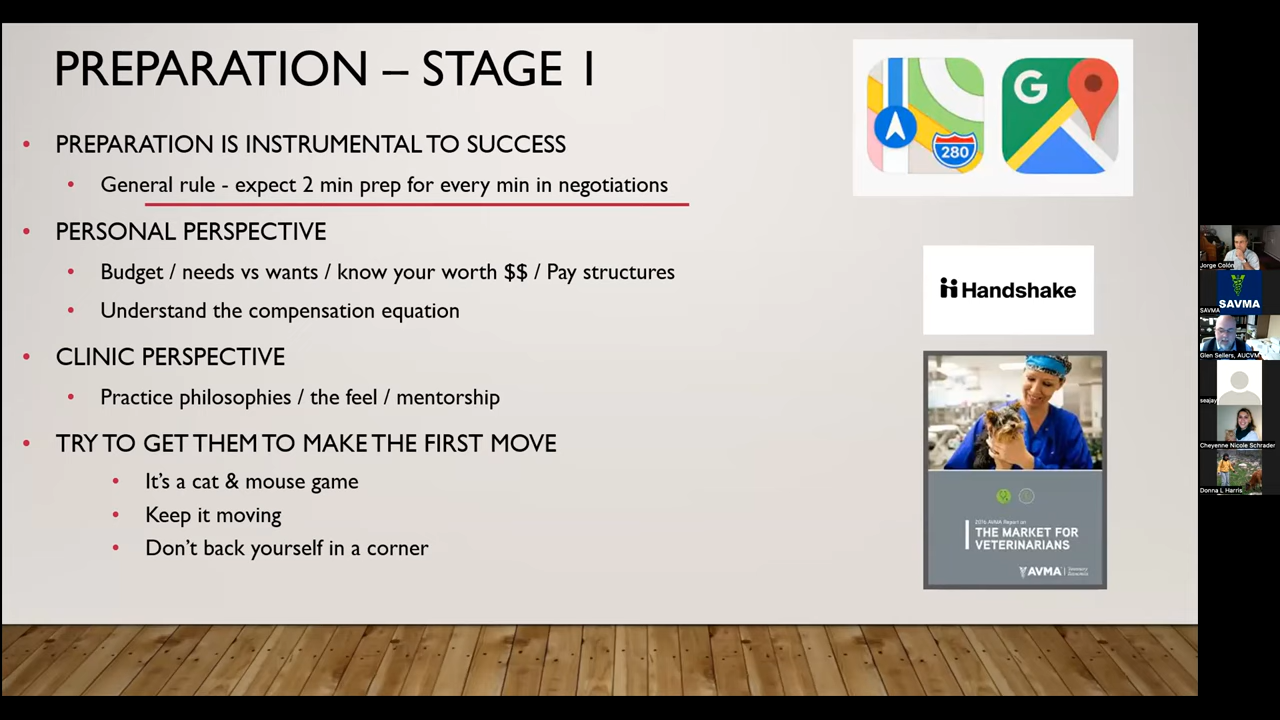 PREPARATION – STAGE 1
• PREPARATION IS INSTRUMENTAL TO SUCCESS
• General rule - expect 2 min prep for every min in negotiations
• PERSONAL PERSPECTIVE
• Budget / needs vs wants / know your worth $$ / Pay structures
• Understand the compensation equation
• CLINIC PERSPECTIVE
• Practice philosophies / the feel / mentorship
• TRY TO GET THEM TO MAKE THE FIRST MOVE
• It's a cat & mouse game
• Keep it moving
• Don't back yourself in a corner
280
G
Handshake
2016 AVMA Report on
THE MARKET FOR
VETERINARIANS
AVMA
Jorge Colón
SAVMA
SAVMA
Glen Sellers, AUCVM
seajay
Cheyenne Nicole Schrader
Donna L Harris